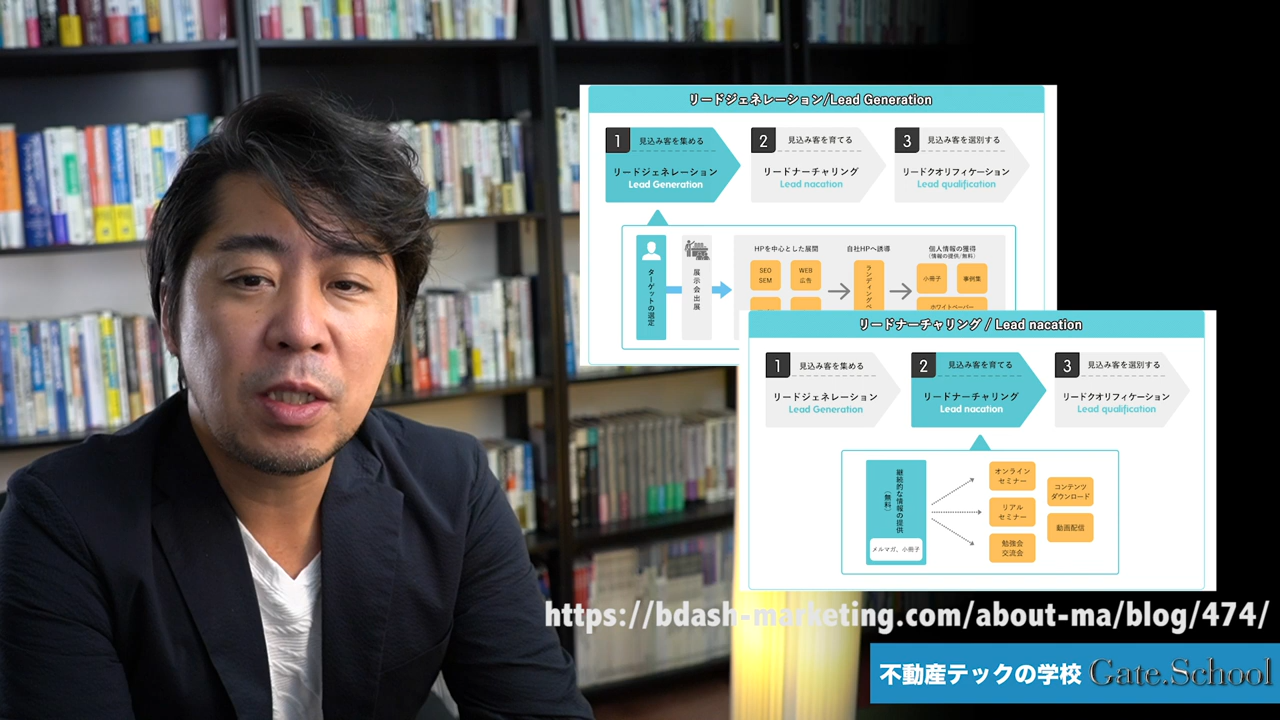 リードジェネレーション/Lead Generation
1 見込み客を集める
リードジェネレーション
Lead Generation
2 見込み客を育てる
リードナーチャリング
Lead nacation
3 見込み客を選別する
リードクオリフィケーション
Lead qualification
ターゲットの選定
展示会出展
HPを中心とした展開
SEO
SEM
WEB
広告
自社HPへ誘導
ランディングペ
個人情報の獲得
(情報の提供/無料)
小冊子
事例集
ホワイトペーパー
リードナーチャリング / Lead nacation
1 見込み客を集める
リードジェネレーション
Lead Generation
2 見込み客を育てる
リードナーチャリング
Lead nacation
3 見込み客を選別する
リードクオリフィケーション
Lead qualification
継続的な情報の提供
(無料)
メルマガ、小冊子
オンライン
セミナー
リアル
セミナー
勉強会
交流会
コンテンツ
ダウンロード
動画配信
https://bdash-marketing.com/about-ma/blog/474/
不動産テックの学校 Gate.School